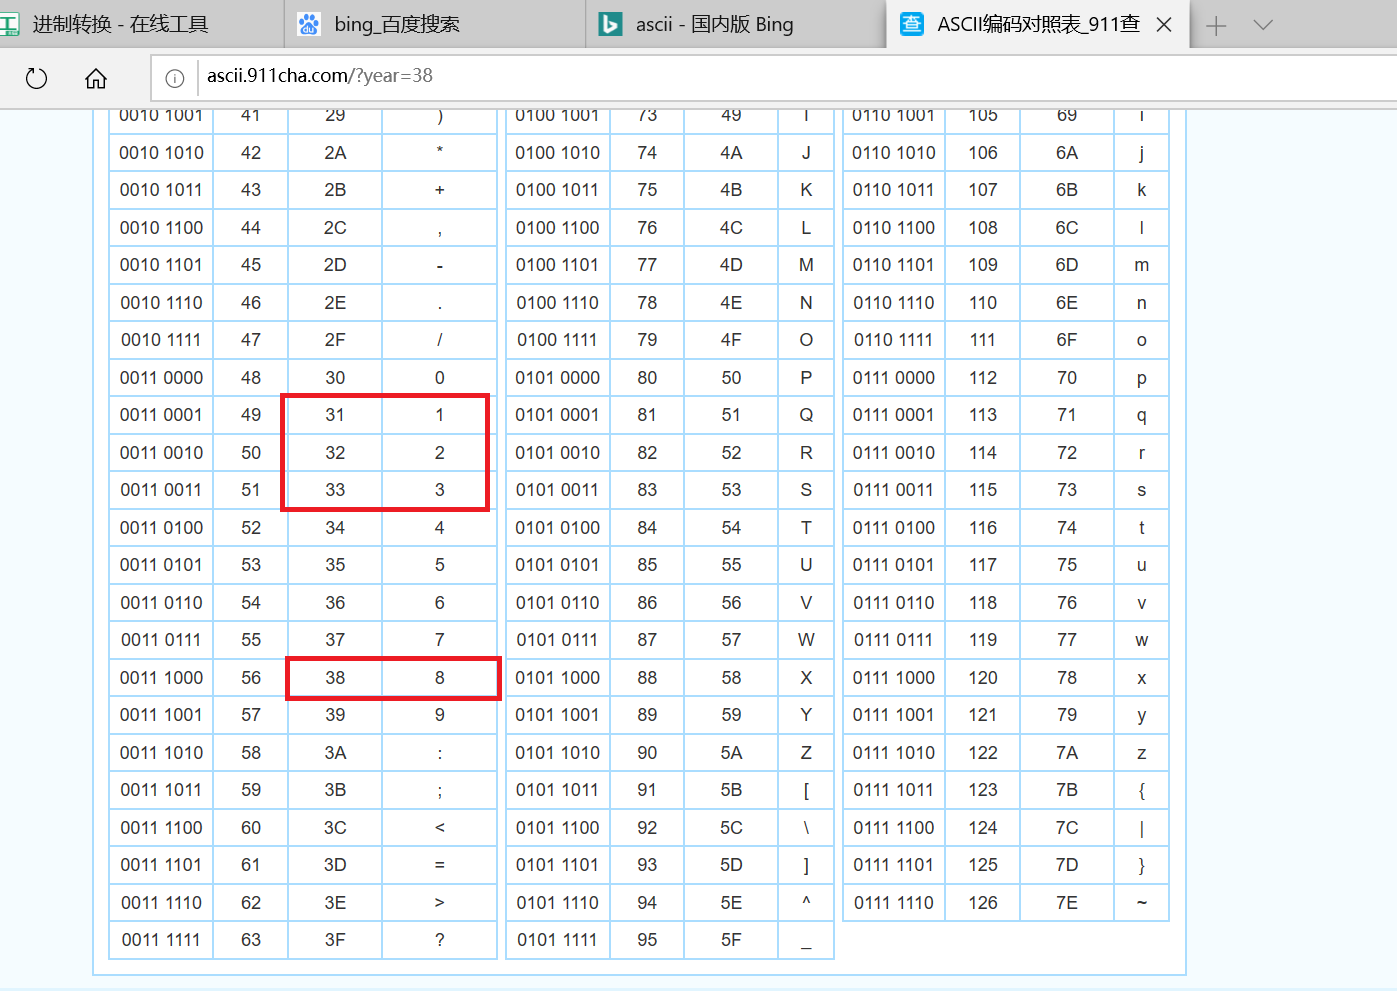 工 进制转换 - 在线工具 bing_百度搜索 ascii - 国内版 Bing 查 ASCII编码对照表_911查
ascii.911cha.com/?year=38
0010 1001 41 29 ) 0100 1001 73 49 I 0110 1001 105 69 i
0010 1010 42 2A * 0100 1010 74 4A J 0110 1010 106 6A j
0010 1011 43 2B + 0100 1011 75 4B K 0110 1011 107 6B k
0010 1100 44 2C , 0100 1100 76 4C L 0110 1100 108 6C l
0010 1101 45 2D - 0100 1101 77 4D M 0110 1101 109 6D m
0010 1110 46 2E . 0100 1110 78 4E N 0110 1110 110 6E n
0010 1111 47 2F / 0100 1111 79 4F O 0110 1111 111 6F o
0011 0000 48 30 0 0101 0000 80 50 P 0111 0000 112 70 p
0011 0001 49 31 1 0101 0001 81 51 Q 0111 0001 113 71 q
0011 0010 50 32 2 0101 0010 82 52 R 0111 0010 114 72 r
0011 0011 51 33 3 0101 0011 83 53 S 0111 0011 115 73 s
0011 0100 52 34 4 0101 0100 84 54 T 0111 0100 116 74 t
0011 0101 53 35 5 0101 0101 85 55 U 0111 0101 117 75 u
0011 0110 54 36 6 0101 0110 86 56 V 0111 0110 118 76 v
0011 0111 55 37 7 0101 0111 87 57 W 0111 0111 119 77 w
0011 1000 56 38 8 0101 1000 88 58 X 0111 1000 120 78 x
0011 1001 57 39 9 0101 1001 89 59 Y 0111 1001 121 79 y
0011 1010 58 3A : 0101 1010 90 5A Z 0111 1010 122 7A z
0011 1011 59 3B ; 0101 1011 91 5B [ 0111 1011 123 7B {
0011 1100 60 3C < 0101 1100 92 5C \ 0111 1100 124 7C |
0011 1101 61 3D = 0101 1101 93 5D ] 0111 1101 125 7D }
0011 1110 62 3E > 0101 1110 94 5E ^ 0111 1110 126 7E ~
0011 1111 63 3F ? 0101 1111 95 5F _